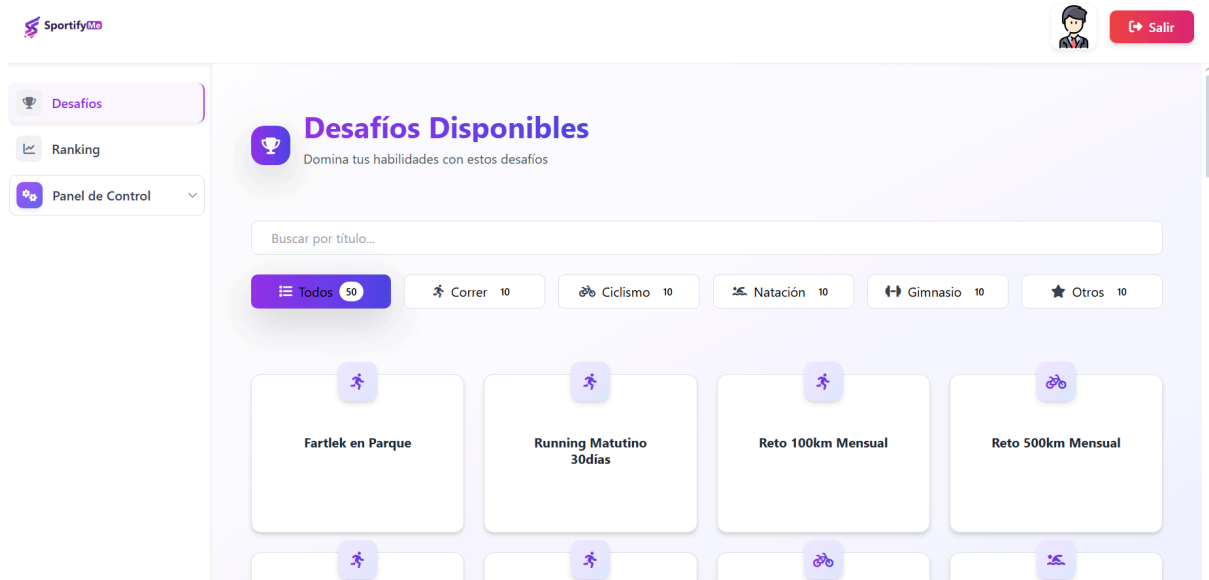 SportifyMe
Salir
Desafíos
Ranking
Panel de Control
Desafíos Disponibles
Domina tus habilidades con estos desafíos
Buscar por título...
Todos 50
Correr 10
Ciclismo 10
Natación 10
Gimnasio 10
Otros 10
Fartlek en Parque
Running Matutino
30días
Reto 100km Mensual
Reto 500km Mensual